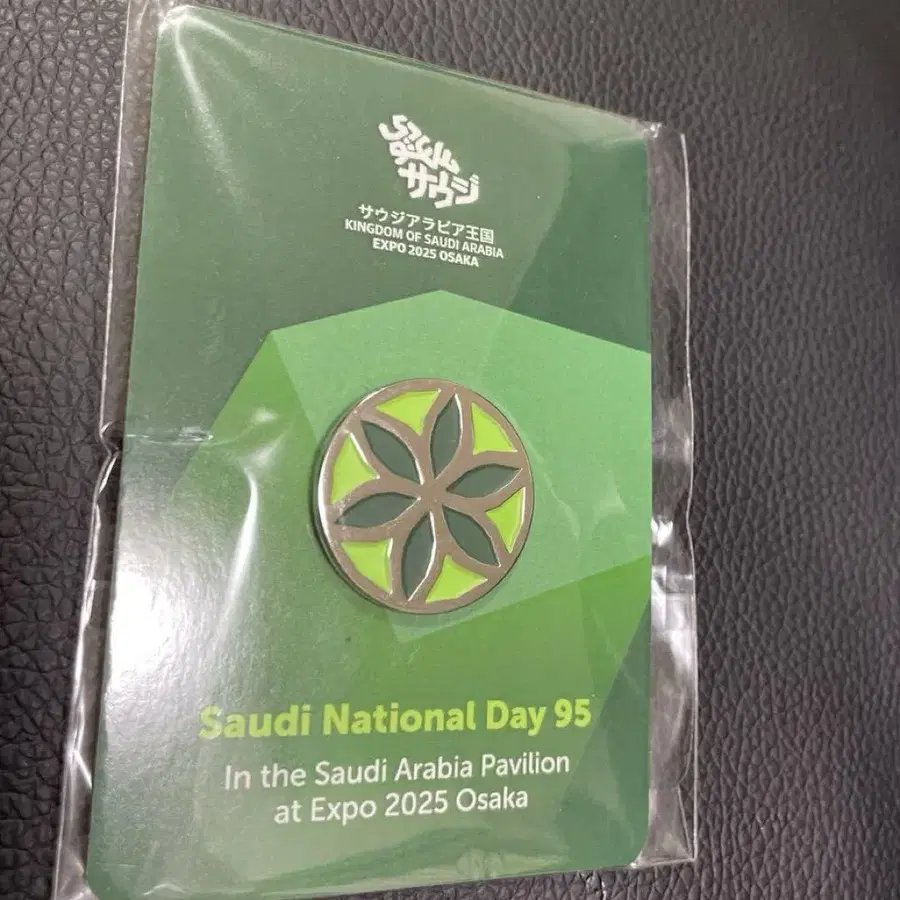 サウジ
サウジアラビア王国
KINGDOM OF SAUDI ARABIA
EXPO 2025 OSAKA
Saudi National Day 95
In the Saudi Arabia Pavilion
at Expo 2025 Osaka